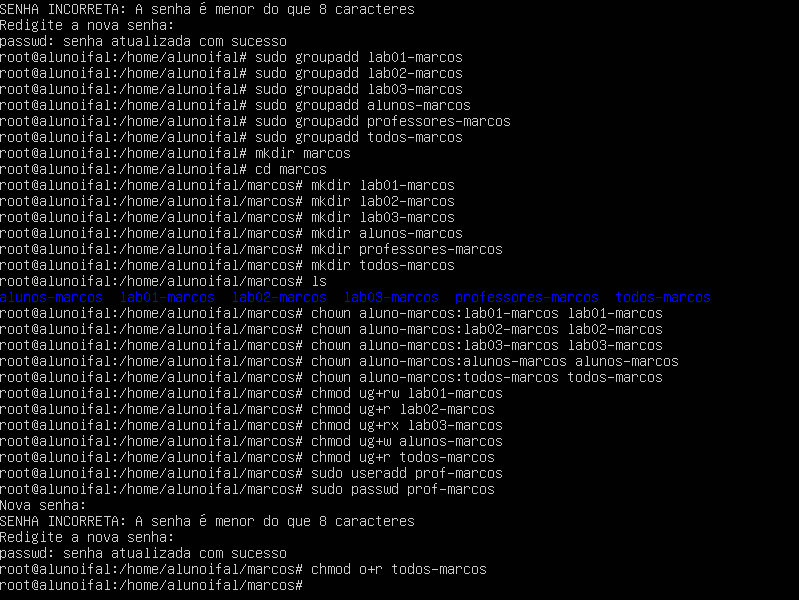 SENHA INCORRETA: A senha é menor do que 8 caracteres
Redigite a nova senha:
passwd: senha atualizada com sucesso
root@alunoifal:/home/alunoifal# sudo groupadd lab01-marcos
root@alunoifal:/home/alunoifal# sudo groupadd lab02-marcos
root@alunoifal:/home/alunoifal# sudo groupadd lab03-marcos
root@alunoifal:/home/alunoifal# sudo groupadd alunos-marcos
root@alunoifal:/home/alunoifal# sudo groupadd professores-marcos
root@alunoifal:/home/alunoifal# sudo groupadd todos-marcos
root@alunoifal:/home/alunoifal# mkdir marcos
root@alunoifal:/home/alunoifal# cd marcos
root@alunoifal:/home/alunoifal/marcos# mkdir lab01-marcos
root@alunoifal:/home/alunoifal/marcos# mkdir lab02-marcos
root@alunoifal:/home/alunoifal/marcos# mkdir lab03-marcos
root@alunoifal:/home/alunoifal/marcos# mkdir alunos-marcos
root@alunoifal:/home/alunoifal/marcos# mkdir professores-marcos
root@alunoifal:/home/alunoifal/marcos# mkdir todos-marcos
root@alunoifal:/home/alunoifal/marcos# ls
alunos-marcos  lab01-marcos  lab02-marcos  lab03-marcos  professores-marcos  todos-marcos
root@alunoifal:/home/alunoifal/marcos# chown aluno-marcos:lab01-marcos lab01-marcos
root@alunoifal:/home/alunoifal/marcos# chown aluno-marcos:lab02-marcos lab02-marcos
root@alunoifal:/home/alunoifal/marcos# chown aluno-marcos:lab03-marcos lab03-marcos
root@alunoifal:/home/alunoifal/marcos# chown aluno-marcos:alunos-marcos alunos-marcos
root@alunoifal:/home/alunoifal/marcos# chown aluno-marcos:todos-marcos todos-marcos
root@alunoifal:/home/alunoifal/marcos# chmod ug+rw lab01-marcos
root@alunoifal:/home/alunoifal/marcos# chmod ug+r lab02-marcos
root@alunoifal:/home/alunoifal/marcos# chmod ug+rx lab03-marcos
root@alunoifal:/home/alunoifal/marcos# chmod ug+w alunos-marcos
root@alunoifal:/home/alunoifal/marcos# chmod ug+r todos-marcos
root@alunoifal:/home/alunoifal/marcos# sudo useradd prof-marcos
root@alunoifal:/home/alunoifal/marcos# sudo passwd prof-marcos
Nova senha:
SENHA INCORRETA: A senha é menor do que 8 caracteres
Redigite a nova senha:
passwd: senha atualizada com sucesso
root@alunoifal:/home/alunoifal/marcos# chmod o+r todos-marcos
root@alunoifal:/home/alunoifal/marcos#